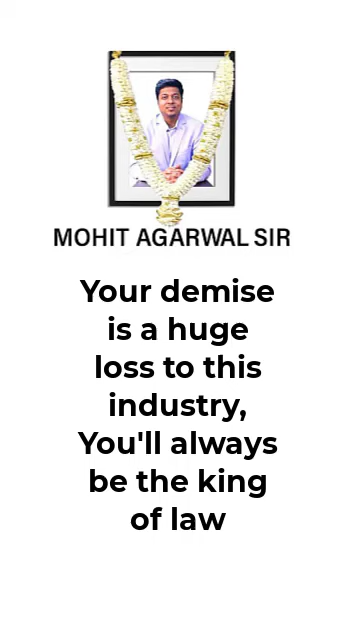 MOHIT AGARWAL SIR
Your demise
is a huge
loss to this
industry,
You'll always
be the king
of law